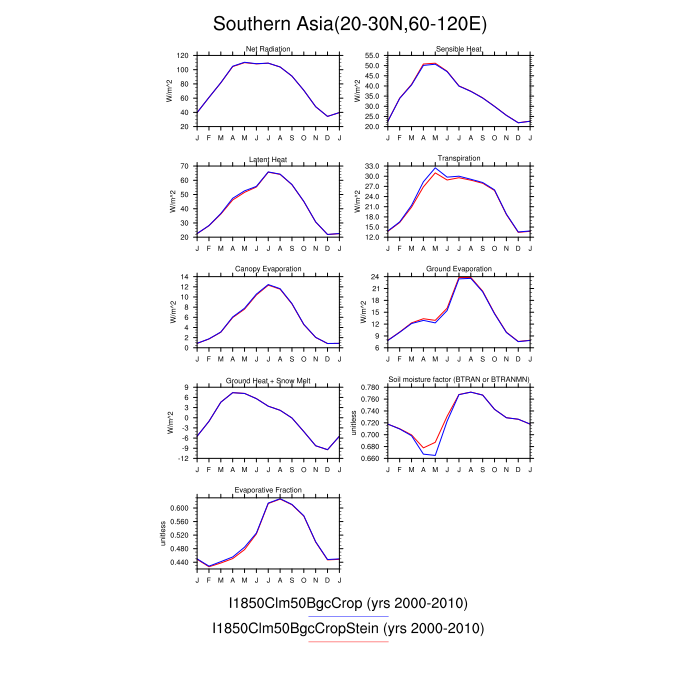 Southern Asia(20-30N,60-120E)
Net Radiation
Sensible Heat
W/m^2
120
100
80
60
40
20
J F M A M J J A S O N D J
W/m^2
55.0
50.0
45.0
40.0
35.0
30.0
25.0
20.0
J F M A M J J A S O N D J
Latent Heat
Transpiration
W/m^2
70
60
50
40
30
20
J F M A M J J A S O N D J
W/m^2
33.0
30.0
27.0
24.0
21.0
18.0
15.0
12.0
J F M A M J J A S O N D J
Canopy Evaporation
Ground Evaporation
W/m^2
14
12
10
8
6
4
2
0
J F M A M J J A S O N D J
W/m^2
24
21
18
15
12
9
6
J F M A M J J A S O N D J
Ground Heat + Snow Melt
Soil moisture factor (BTRAN or BTRANMN)
W/m^2
9
6
3
0
-3
-6
-9
-12
J F M A M J J A S O N D J
unitless
0.780
0.760
0.740
0.720
0.700
0.680
0.660
J F M A M J J A S O N D J
Evaporative Fraction
unitless
0.600
0.560
0.520
0.480
0.440
J F M A M J J A S O N D J
I1850Clm50BgcCrop (yrs 2000-2010)
I1850Clm50BgcCropStein (yrs 2000-2010)